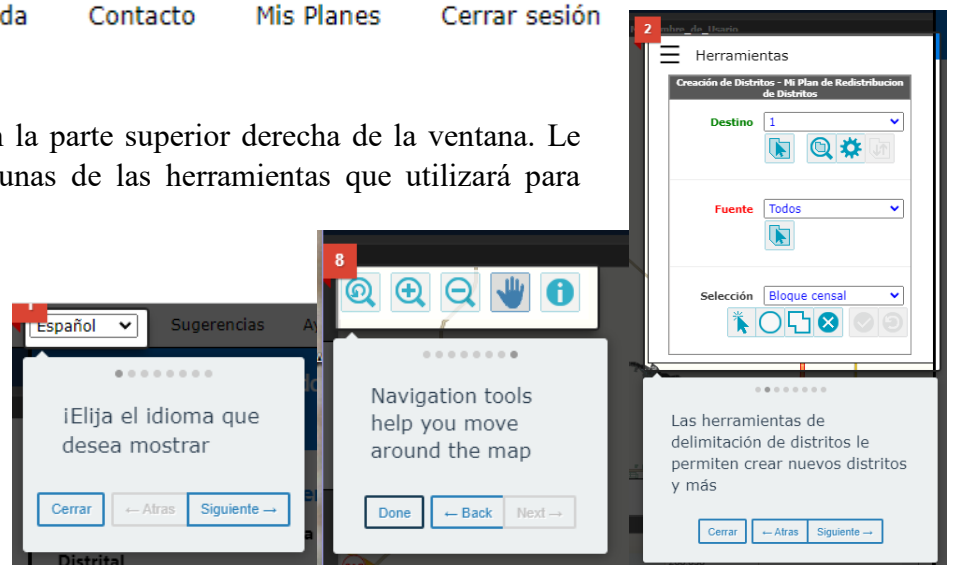 da Contacto Mis Planes Cerrar sesión
la parte superior derecha de la ventana. Le
unas de las herramientas que utilizará para
1
Español
Sugerencias
¡Elija el idioma que
desea mostrar
Cerrar
← Atras
Siguiente →
Distrital
8
Navigation tools
help you move
around the map
Done
← Back
Next →
2
mbre_de_Usario
Herramientas
Creación de Distritos - Mi Plan de Redistribucion
de Distritos
Destino 1
Fuente Todos
Selección Bloque censal
Las herramientas de
delimitación de distritos le
permiten crear nuevos distritos
y más
Cerrar
← Atras
Siguiente →